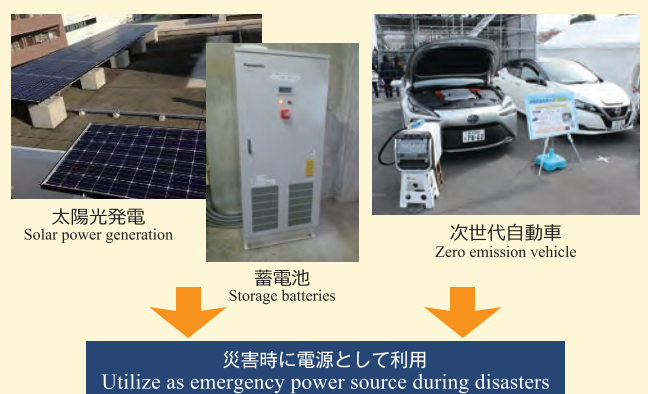 Panasonic
太陽光発電
Solar power generation
蓄電池
Storage batteries
次世代自動車
Zero emission vehicle
災害時に電源として利用
Utilize as emergency power source during disasters